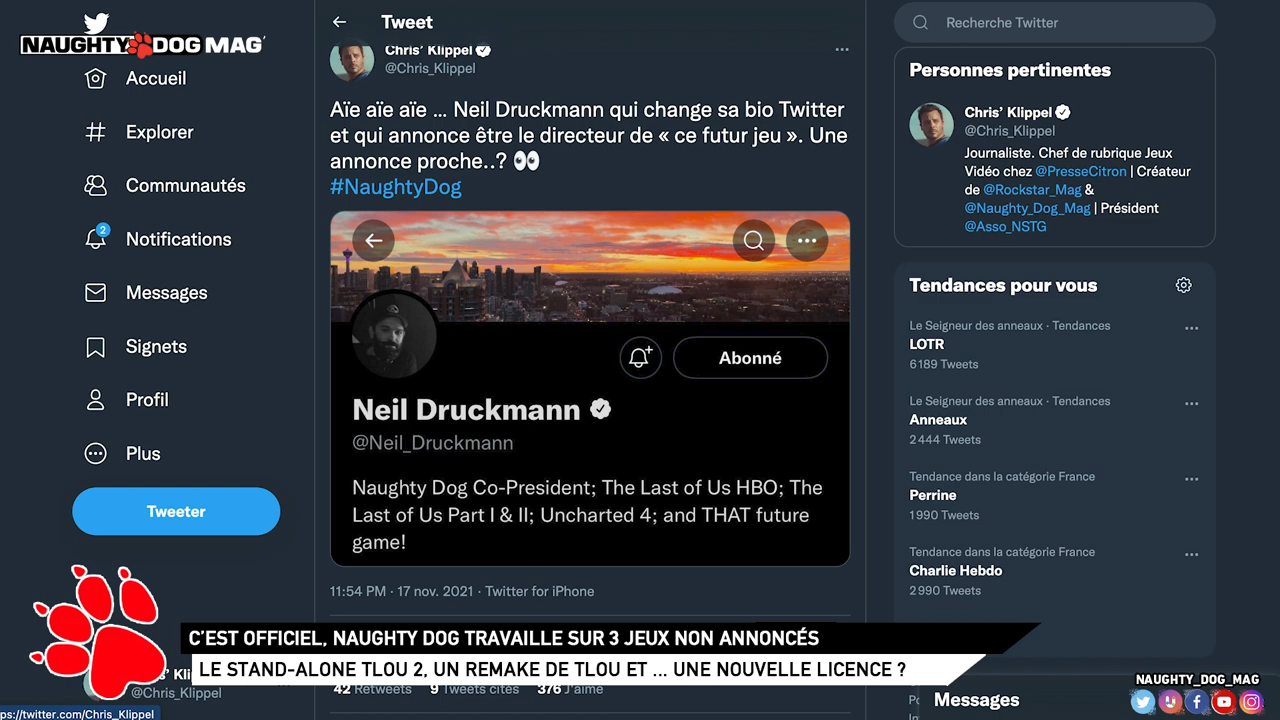 NAUGHTY DOG MAG'
Accueil
Explorer
Communautés
2
Notifications
Messages
Signets
Profil
Plus
Tweeter
Tweet
Chris' Klippel
@Chris_Klippel
Aïe aïe aïe ... Neil Druckmann qui change sa bio Twitter
et qui annonce être le directeur de « ce futur jeu ». Une
annonce proche..? 👀
#NaughtyDog
Abonné
Neil Druckmann
@Neil_Druckmann
Naughty Dog Co-President; The Last of Us HBO; The
Last of Us Part I & II; Uncharted 4; and THAT future
game!
11:54 PM · 17 nov. 2021 · Twitter for iPhone
42 Retweets 9 Tweets cités 376 J'aime
Recherche Twitter
Personnes pertinentes
Chris' Klippel
@Chris_Klippel
Journaliste. Chef de rubrique Jeux
Vidéo chez @PresseCitron | Créateur
de @Rockstar_Mag &
@Naughty_Dog_Mag | Président
@Asso_NSTG
Tendances pour vous
Le Seigneur des anneaux · Tendances
LOTR
6 189 Tweets
Le Seigneur des anneaux · Tendances
Anneaux
2 444 Tweets
Tendance dans la catégorie France
Perrine
1 990 Tweets
Tendance dans la catégorie France
Charlie Hebdo
2 990 Tweets
C'EST OFFICIEL, NAUGHTY DOG TRAVAILLE SUR 3 JEUX NON ANNONCÉS
LE STAND-ALONE TLOU 2, UN REMAKE DE TLOU ET ... UNE NOUVELLE LICENCE ?
@Chris_Klippel
ps://twitter.com/Chris_Klippel
Messages
NAUGHTY_DOG_MAG